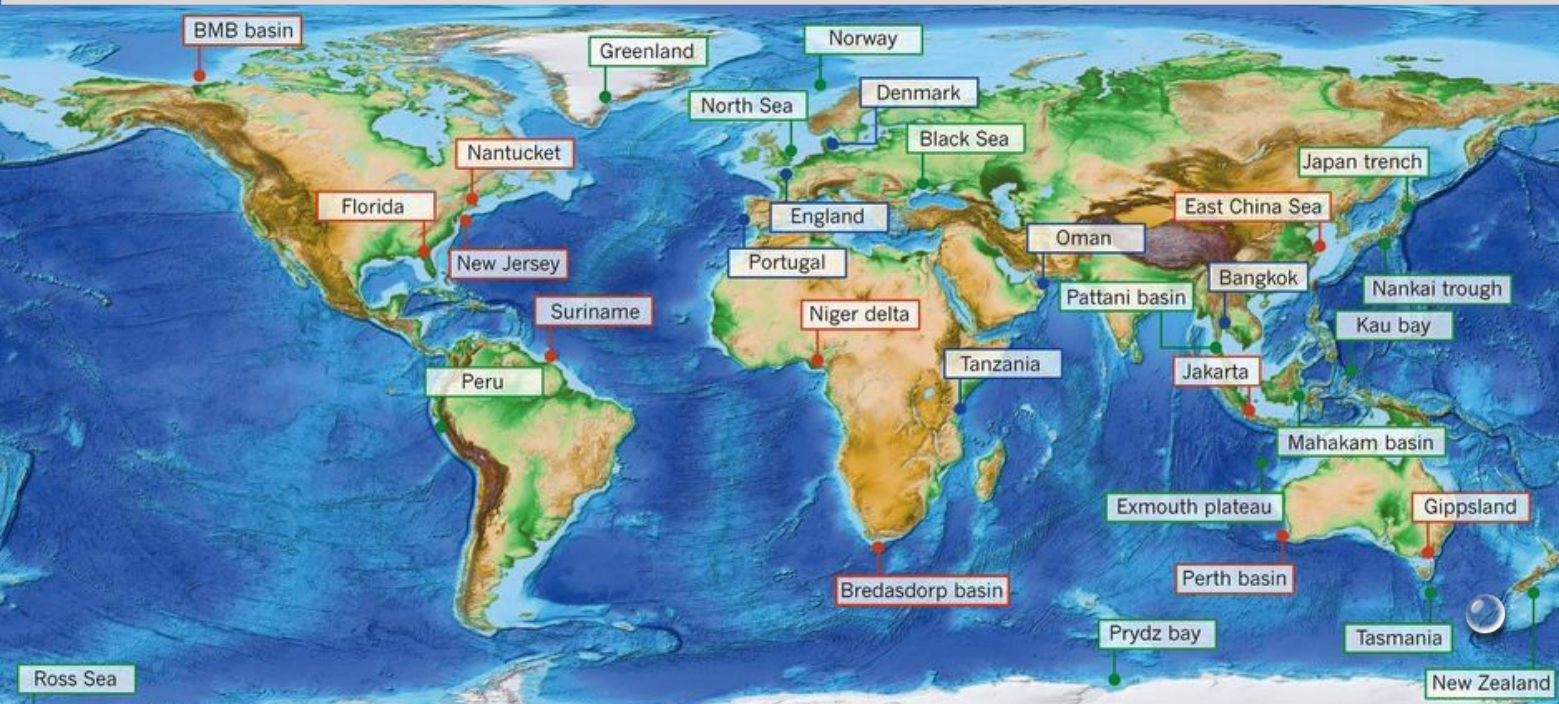 BMB basin
Greenland
Norway
North Sea
Denmark
Black Sea
Nantucket
Japan trench
Florida
England
East China Sea
New Jersey
Portugal
Oman
Bangkok
Pattani basin
Nankai trough
Suriname
Niger delta
Kau bay
Peru
Tanzania
Jakarta
Mahakam basin
Exmouth plateau
Gippsland
Bredasdorp basin
Perth basin
Prydz bay
Tasmania
Ross Sea
New Zealand